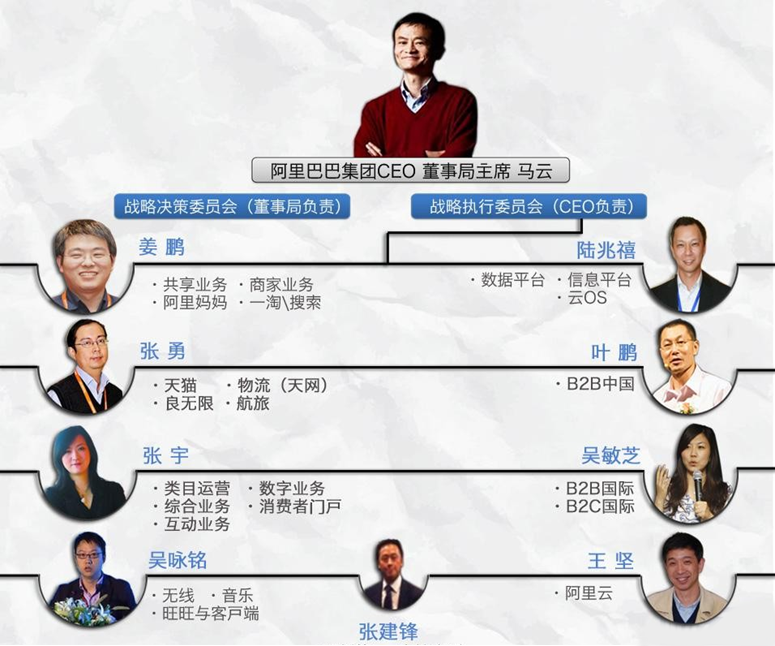 阿里巴巴集团CEO 董事局主席 马云
战略决策委员会（董事局负责）
战略执行委员会（CEO负责）
姜 鹏
· 共享业务 · 商家业务
· 阿里妈妈 · 一淘\搜索
陆兆禧
· 数据平台 · 信息平台
· 云OS
张 勇
· 天猫 · 物流（天网）
· 良无限 · 航旅
叶 鹏
· B2B中国
张 宇
· 类目运营 · 数字业务
· 综合业务 · 消费者门戸
· 互动业务
吴敏芝
· B2B国际
· B2C国际
吴咏铭
· 无线 · 音乐
· 旺旺与客户端
张建锋
王 坚
· 阿里云